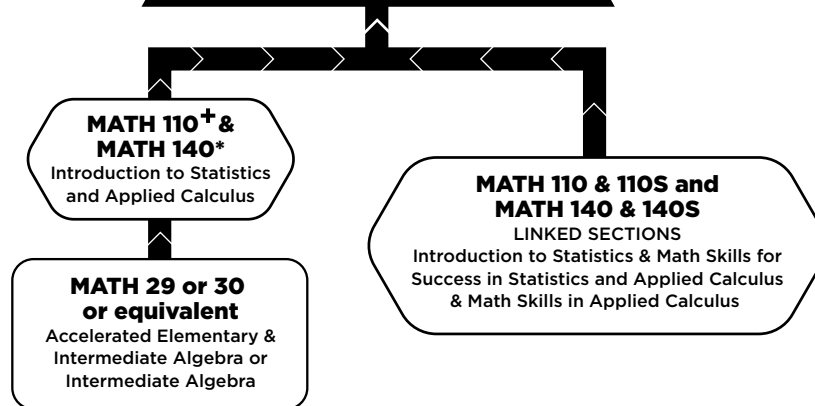 MATH 110+ &
MATH 140*
Introduction to Statistics
and Applied Calculus
MATH 29 or 30
or equivalent
Accelerated Elementary &
Intermediate Algebra or
Intermediate Algebra
MATH 110 & 110S and
MATH 140 & 140S
LINKED SECTIONS
Introduction to Statistics & Math Skills for
Success in Statistics and Applied Calculus
& Math Skills in Applied Calculus